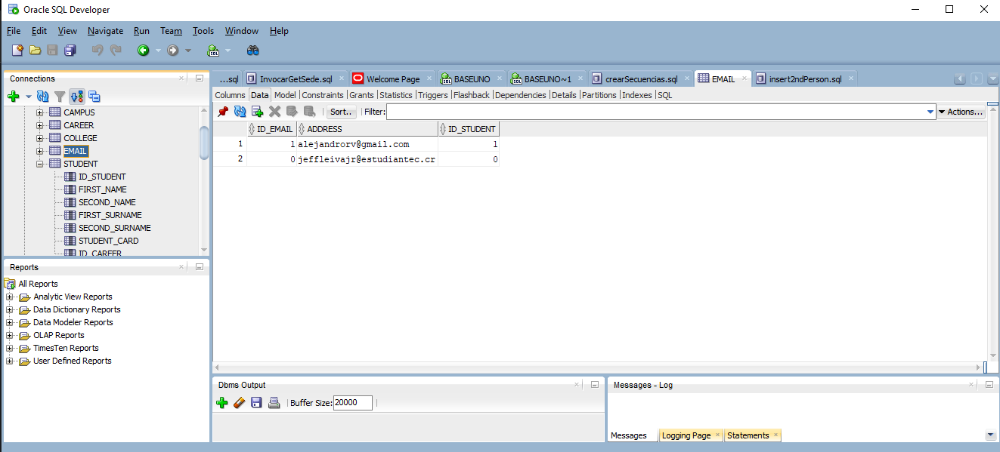 Oracle SQL Developer
File Edit View Navigate Run Team Tools Window Help
Connections
CAMPUS
CAREER
COLLEGE
EMAIL
STUDENT
ID_STUDENT
FIRST_NAME
SECOND_NAME
FIRST_SURNAME
SECOND_SURNAME
STUDENT_CARD
ID_CAREER
Reports
All Reports
Analytic View Reports
Data Dictionary Reports
Data Modeler Reports
OLAP Reports
TimesTen Reports
User Defined Reports
...sql InvocarGetSede.sql Welcome Page BASEUNO BASEUNO~1 crearSecuencias.sql EMAIL insert2ndPerson.sql
Columns Data Model Constraints Grants Statistics Triggers Flashback Dependencies Details Partitions Indexes SQL
Sort.. Filter: Actions...
ID_EMAIL ADDRESS ID_STUDENT
1 1 alejandrorv@gmail.com 1
2 0 jeffleivajr@estudiantec.cr 0
Dbms Output
Buffer Size: 20000
Messages - Log
Messages Logging Page Statements